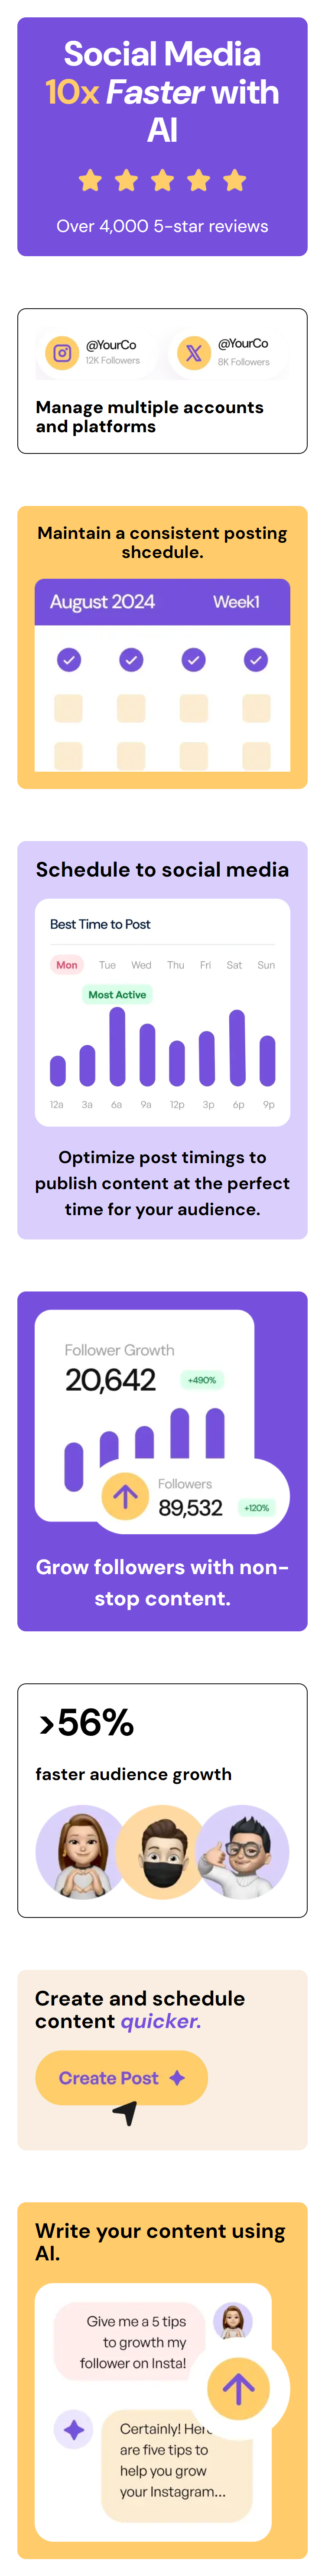 Social Media
10x Faster with
AI
Over 4,000 5-star reviews
@YourCo
12K Followers
@YourCo
8K Followers
Manage multiple accounts
and platforms
Maintain a consistent posting
shcedule.
August 2024 Week1
Schedule to social media
Best Time to Post
Mon Tue Wed Thu Fri Sat Sun
Most Active
12a 3a 6a 9a 12p 3p 6p 9p
Optimize post timings to
publish content at the perfect
time for your audience.
Follower Growth
20,642 +490%
Followers
89,532 +120%
Grow followers with non-
stop content.
>56%
faster audience growth
Create and schedule
content quicker.
Create Post
Write your content using
AI.
Give me a 5 tips
to growth my
follower on Insta!
Certainly!
are five tips to
help you grow
your Instagram...